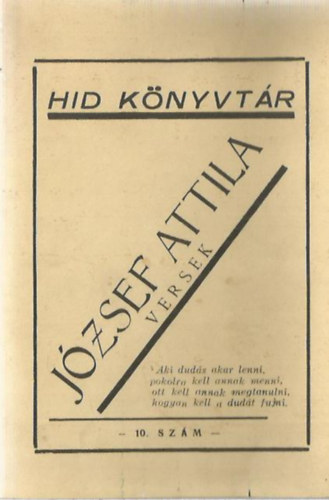 HID KÖNYVTÁR
JÓZSEF ATTILA
VERSEK
Aki dudás akar lenni,
pokolra kell annak menni,
ott kell annak megtanulni,
hogyan kell a dudát fujni.
– 10. SZÁM –